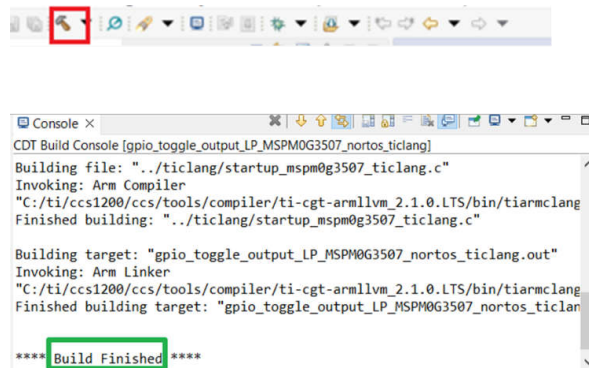 Console
CDT Build Console [gpio_toggle_output_LP_MSPM0G3507_nortos_ticlang]
Building file: "../ticlang/startup_mspm0g3507_ticlang.c"
Invoking: Arm Compiler
"C:/ti/ccs1200/ccs/tools/compiler/ti-cgt-armllvm_2.1.0.LTS/bin/tiarmclang
Finished building: "../ticlang/startup_mspm0g3507_ticlang.c"
Building target: "gpio_toggle_output_LP_MSPM0G3507_nortos_ticlang.out"
Invoking: Arm Linker
"C:/ti/ccs1200/ccs/tools/compiler/ti-cgt-armllvm_2.1.0.LTS/bin/tiarmclang
Finished building target: "gpio_toggle_output_LP_MSPM0G3507_nortos_ticlan
**** Build Finished ****